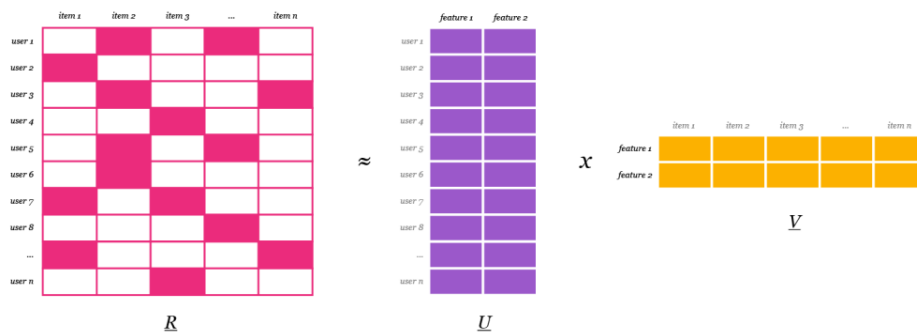 item 1 item 2 item 3 ... item n
user 1
user 2
user 3
user 4
user 5
user 6
user 7
user 8
...
user n
R
≈
feature 1 feature 2
user 1
user 2
user 3
user 4
user 5
user 6
user 7
user 8
...
user n
U
x
item 1 item 2 item 3 ... item n
feature 1
feature 2
V